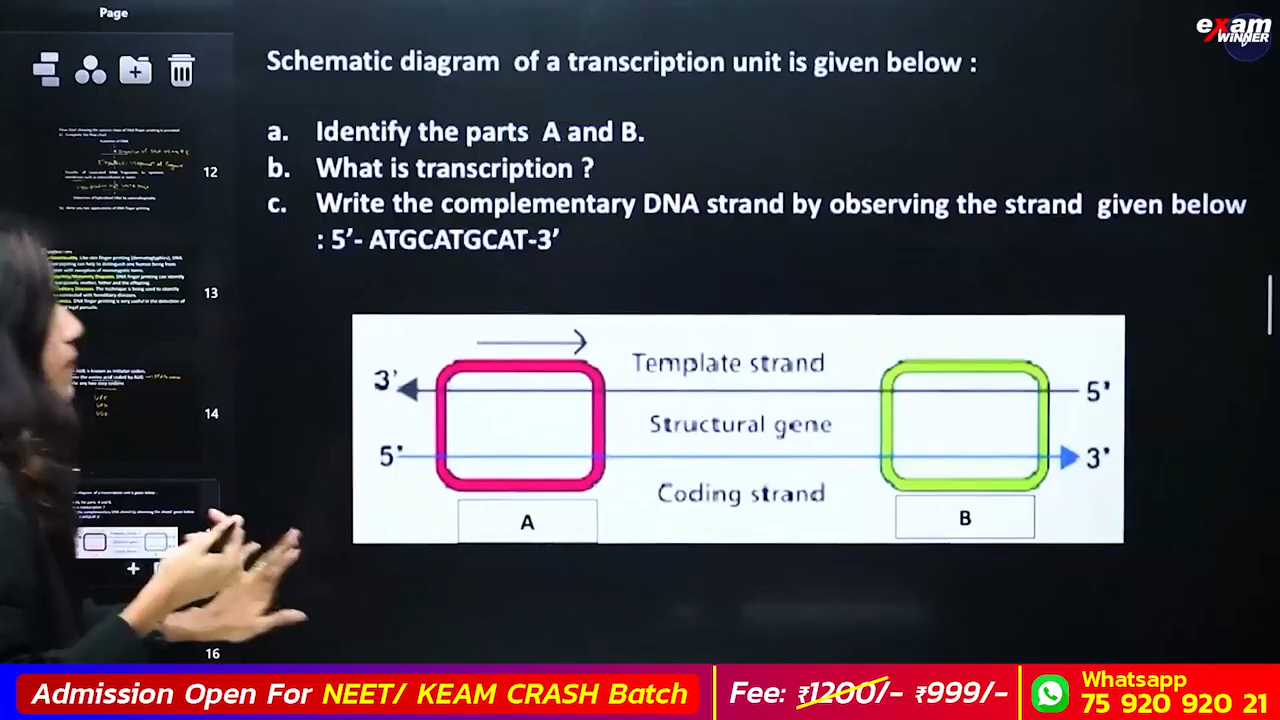 Page
exam
WINNER
Schematic diagram of a transcription unit is given below :
a. Identify the parts A and B.
b. What is transcription ?
c. Write the complementary DNA strand by observing the strand given below
: 5’- ATGCATGCAT-3’
12
13
14
16
Template strand
3’
5’
Structural gene
5’
3’
Coding strand
A
B
Admission Open For NEET/ KEAM CRASH Batch
Fee: ₹1200/- ₹999/-
Whatsapp
75 920 920 21